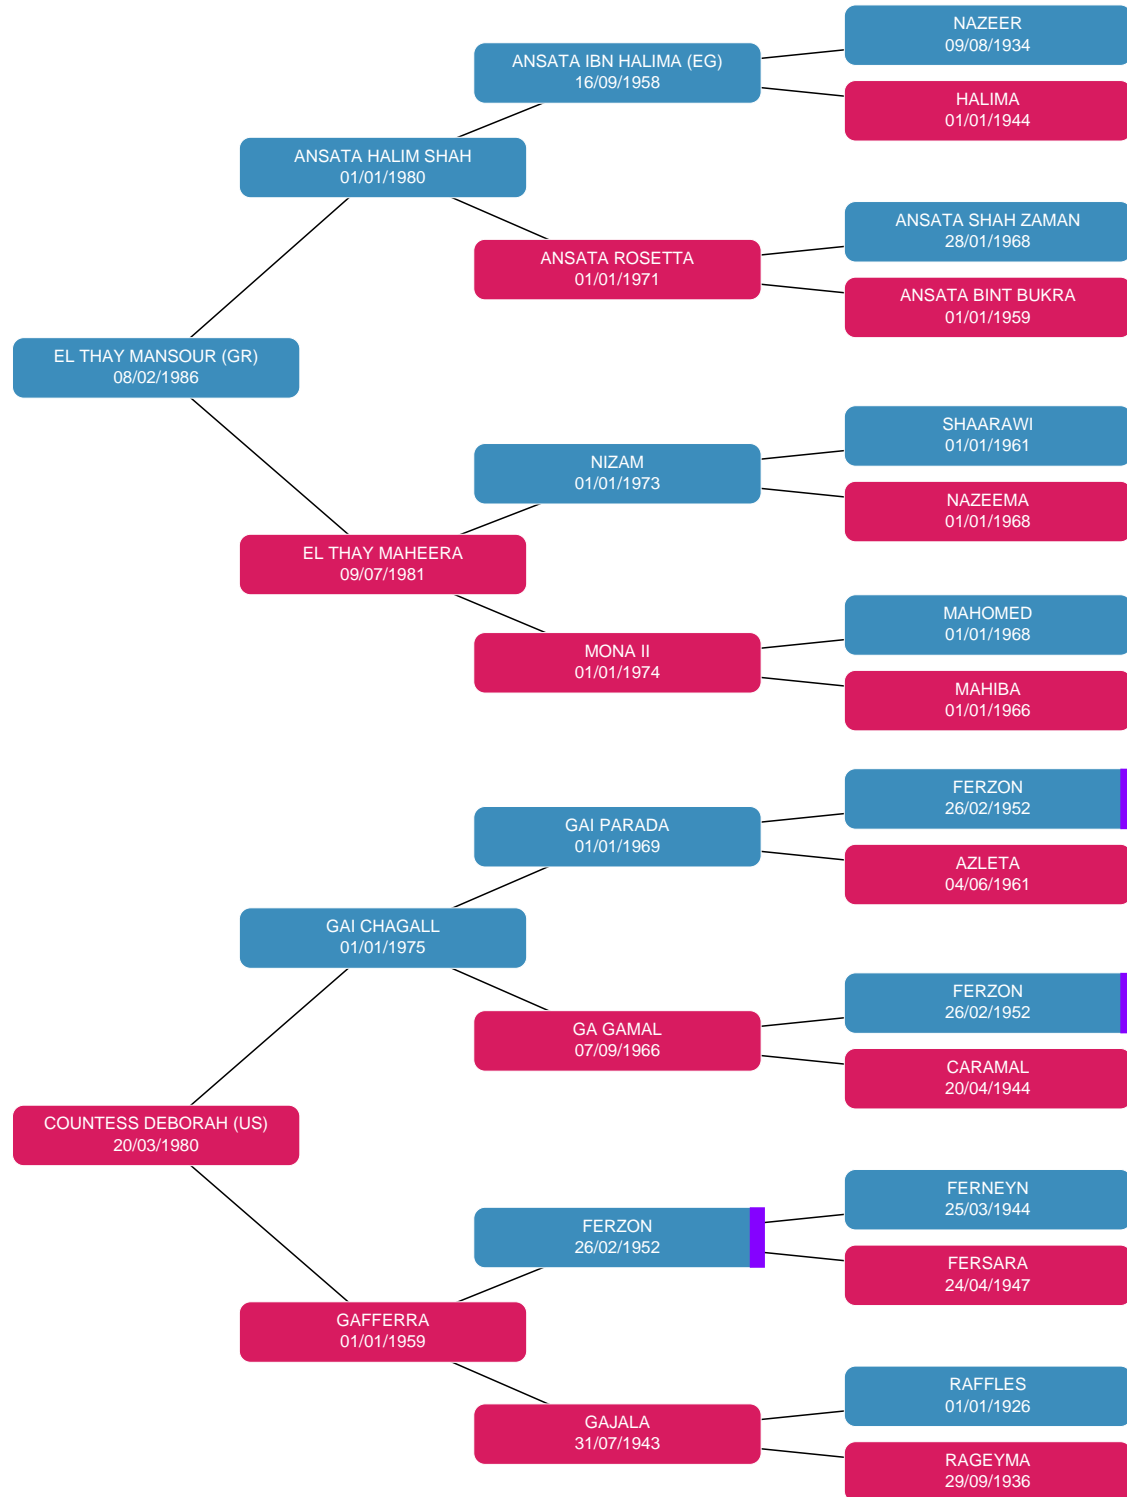 NAZEER
09/08/1934
ANSATA IBN HALIMA (EG)
16/09/1958
HALIMA
01/01/1944
ANSATA HALIM SHAH
01/01/1980
ANSATA SHAH ZAMAN
28/01/1968
ANSATA ROSETTA
01/01/1971
ANSATA BINT BUKRA
01/01/1959
EL THAY MANSOUR (GR)
08/02/1986
SHAARAWI
01/01/1961
NIZAM
01/01/1973
NAZEEMA
01/01/1968
EL THAY MAHEERA
09/07/1981
MAHOMED
01/01/1968
MONA II
01/01/1974
MAHIBA
01/01/1966
FERZON
26/02/1952
GAI PARADA
01/01/1969
AZLETA
04/06/1961
GAI CHAGALL
01/01/1975
FERZON
26/02/1952
GA GAMAL
07/09/1966
CARAMAL
20/04/1944
COUNTESS DEBORAH (US)
20/03/1980
FERNEYN
25/03/1944
FERZON
26/02/1952
FERSARA
24/04/1947
GAFFERRA
01/01/1959
RAFFLES
01/01/1926
GAJALA
31/07/1943
RAGEYMA
29/09/1936